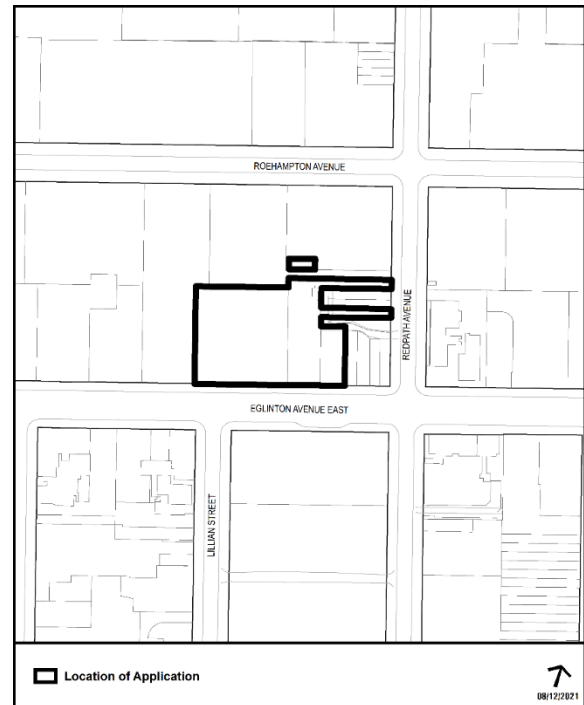 ROEHAMPTON AVENUE
REDPATH AVENUE
EGLINTON AVENUE EAST
LILLIAN STREET
Location of Application
08/12/2021